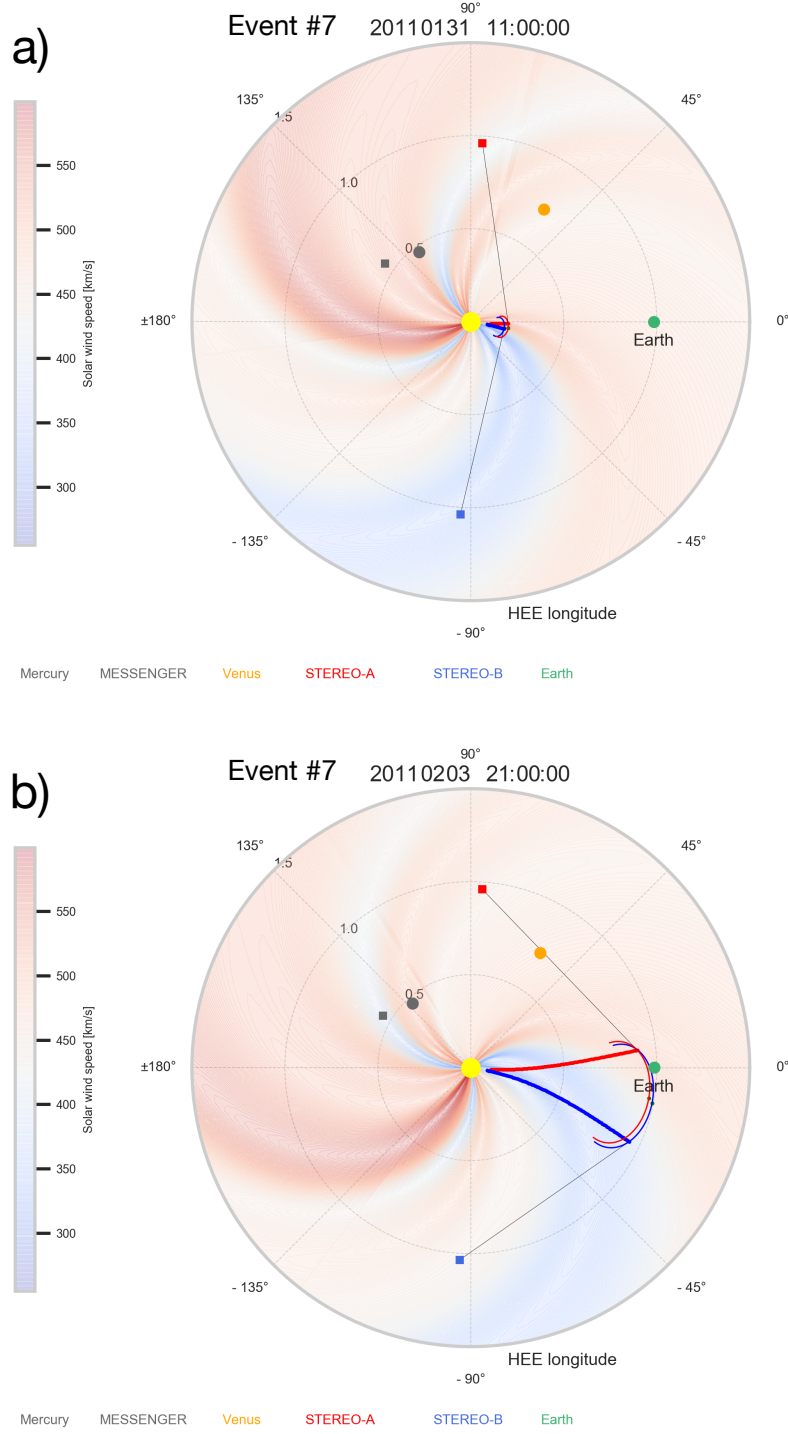 90°
Event #7 20110131 11:00:00
a)
135° 45°
1.5
550
1.0
500
0.5
450
±180° 0°
Solar wind speed [km/s]
Earth
400
350
300
- 135° - 45°
HEE longitude
- 90°
Mercury MESSENGER Venus STEREO-A STEREO-B Earth
90°
Event #7 20110203 21:00:00
b)
135° 45°
1.5
550
1.0
500
0.5
450
±180° 0°
Solar wind speed [km/s]
Earth
400
350
300
- 135° - 45°
HEE longitude
- 90°
Mercury MESSENGER Venus STEREO-A STEREO-B Earth